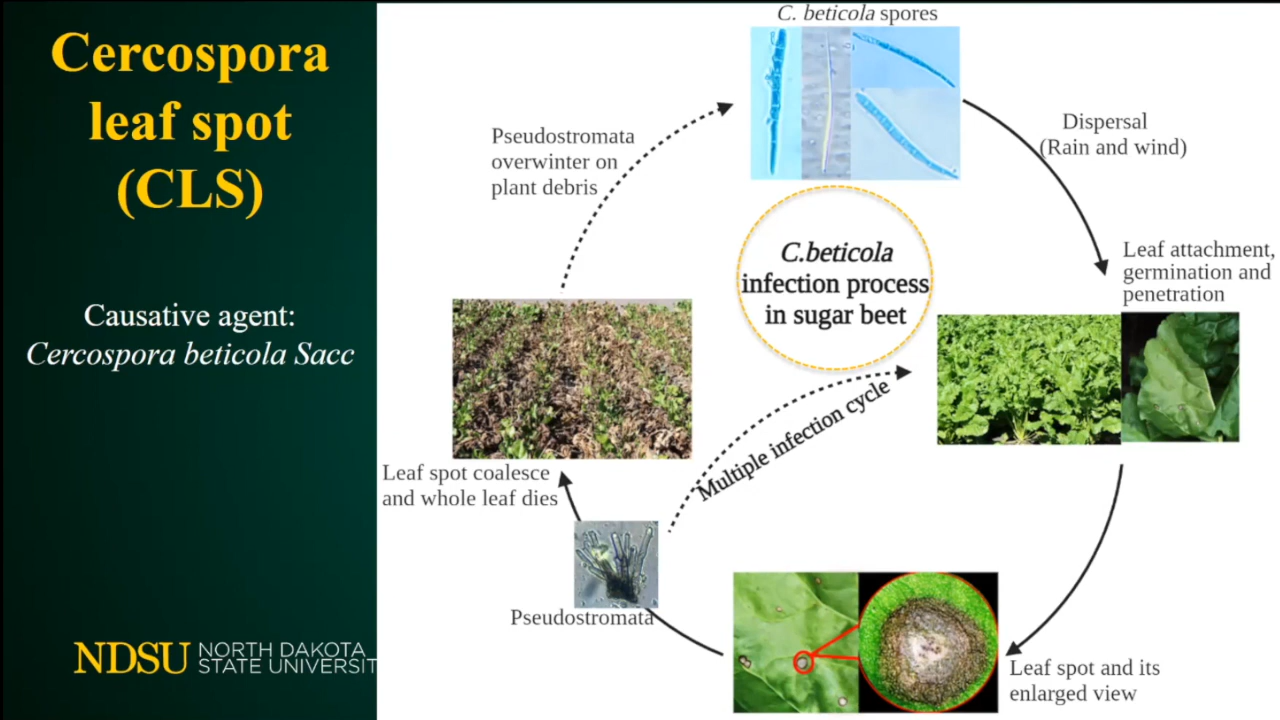 Cercospora
leaf spot
(CLS)
Causative agent:
Cercospora beticola Sacc
NDSU NORTH DAKOTA
STATE UNIVERSIT
C. beticola spores
Pseudostromata
overwinter on
plant debris
Dispersal
(Rain and wind)
C.beticola
infection process
in sugar beet
Leaf attachment,
germination and
penetration
Multiple infection cycle
Leaf spot coalesce
and whole leaf dies
Pseudostromata
Leaf spot and its
enlarged view